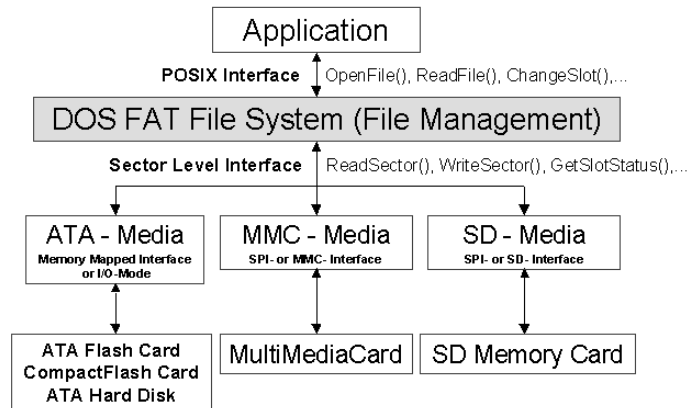 Application
POSIX Interface OpenFile(), ReadFile(), ChangeSlot(),...
DOS FAT File System (File Management)
Sector Level Interface ReadSector(), WriteSector(), GetSlotStatus(),...
ATA - Media
Memory Mapped Interface
or I/O-Mode
MMC - Media
SPI- or MMC- Interface
SD - Media
SPI- or SD- Interface
ATA Flash Card
CompactFlash Card
ATA Hard Disk
MultiMediaCard
SD Memory Card